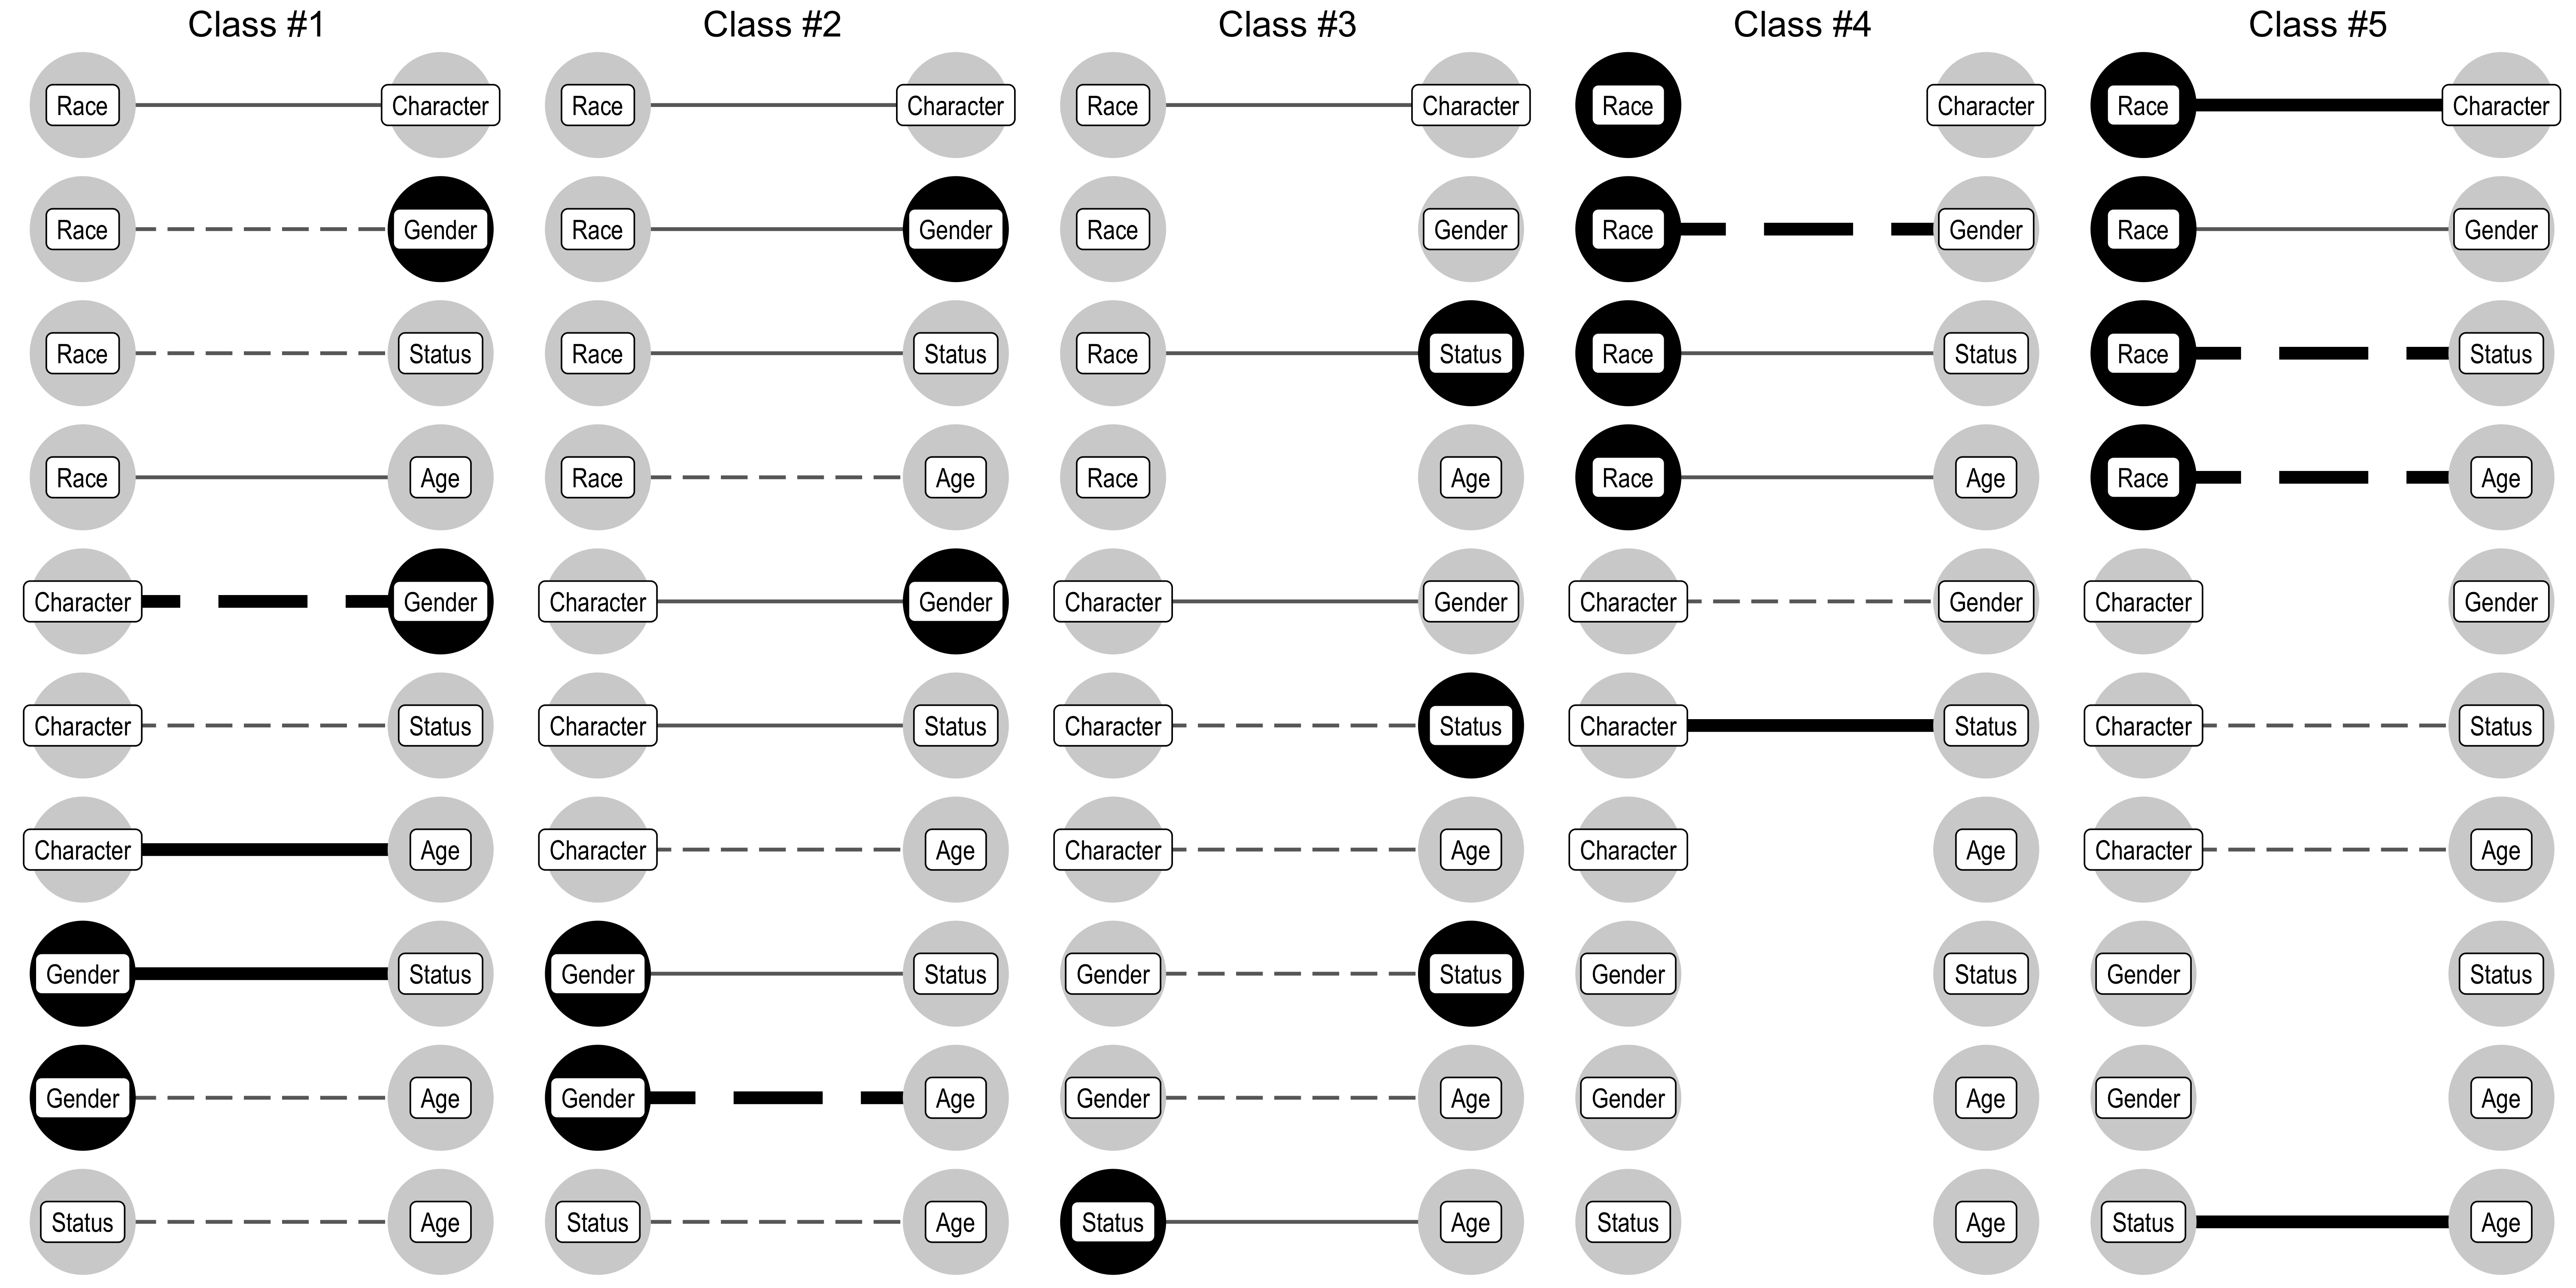 Class #1 Class #2 Class #3 Class #4 Class #5
Race Character Race Character Race Character Race Character Race Character
Race Gender Race Gender Race Gender Race Gender Race Gender
Race Status Race Status Race Status Race Status Race Status
Race Age Race Age Race Age Race Age Race Age
Character Gender Character Gender Character Gender Character Gender Character Gender
Character Status Character Status Character Status Character Status Character Status
Character Age Character Age Character Age Character Age Character Age
Gender Status Gender Status Gender Status Gender Status Gender Status
Gender Age Gender Age Gender Age Gender Age Gender Age
Status Age Status Age Status Age Status Age Status Age